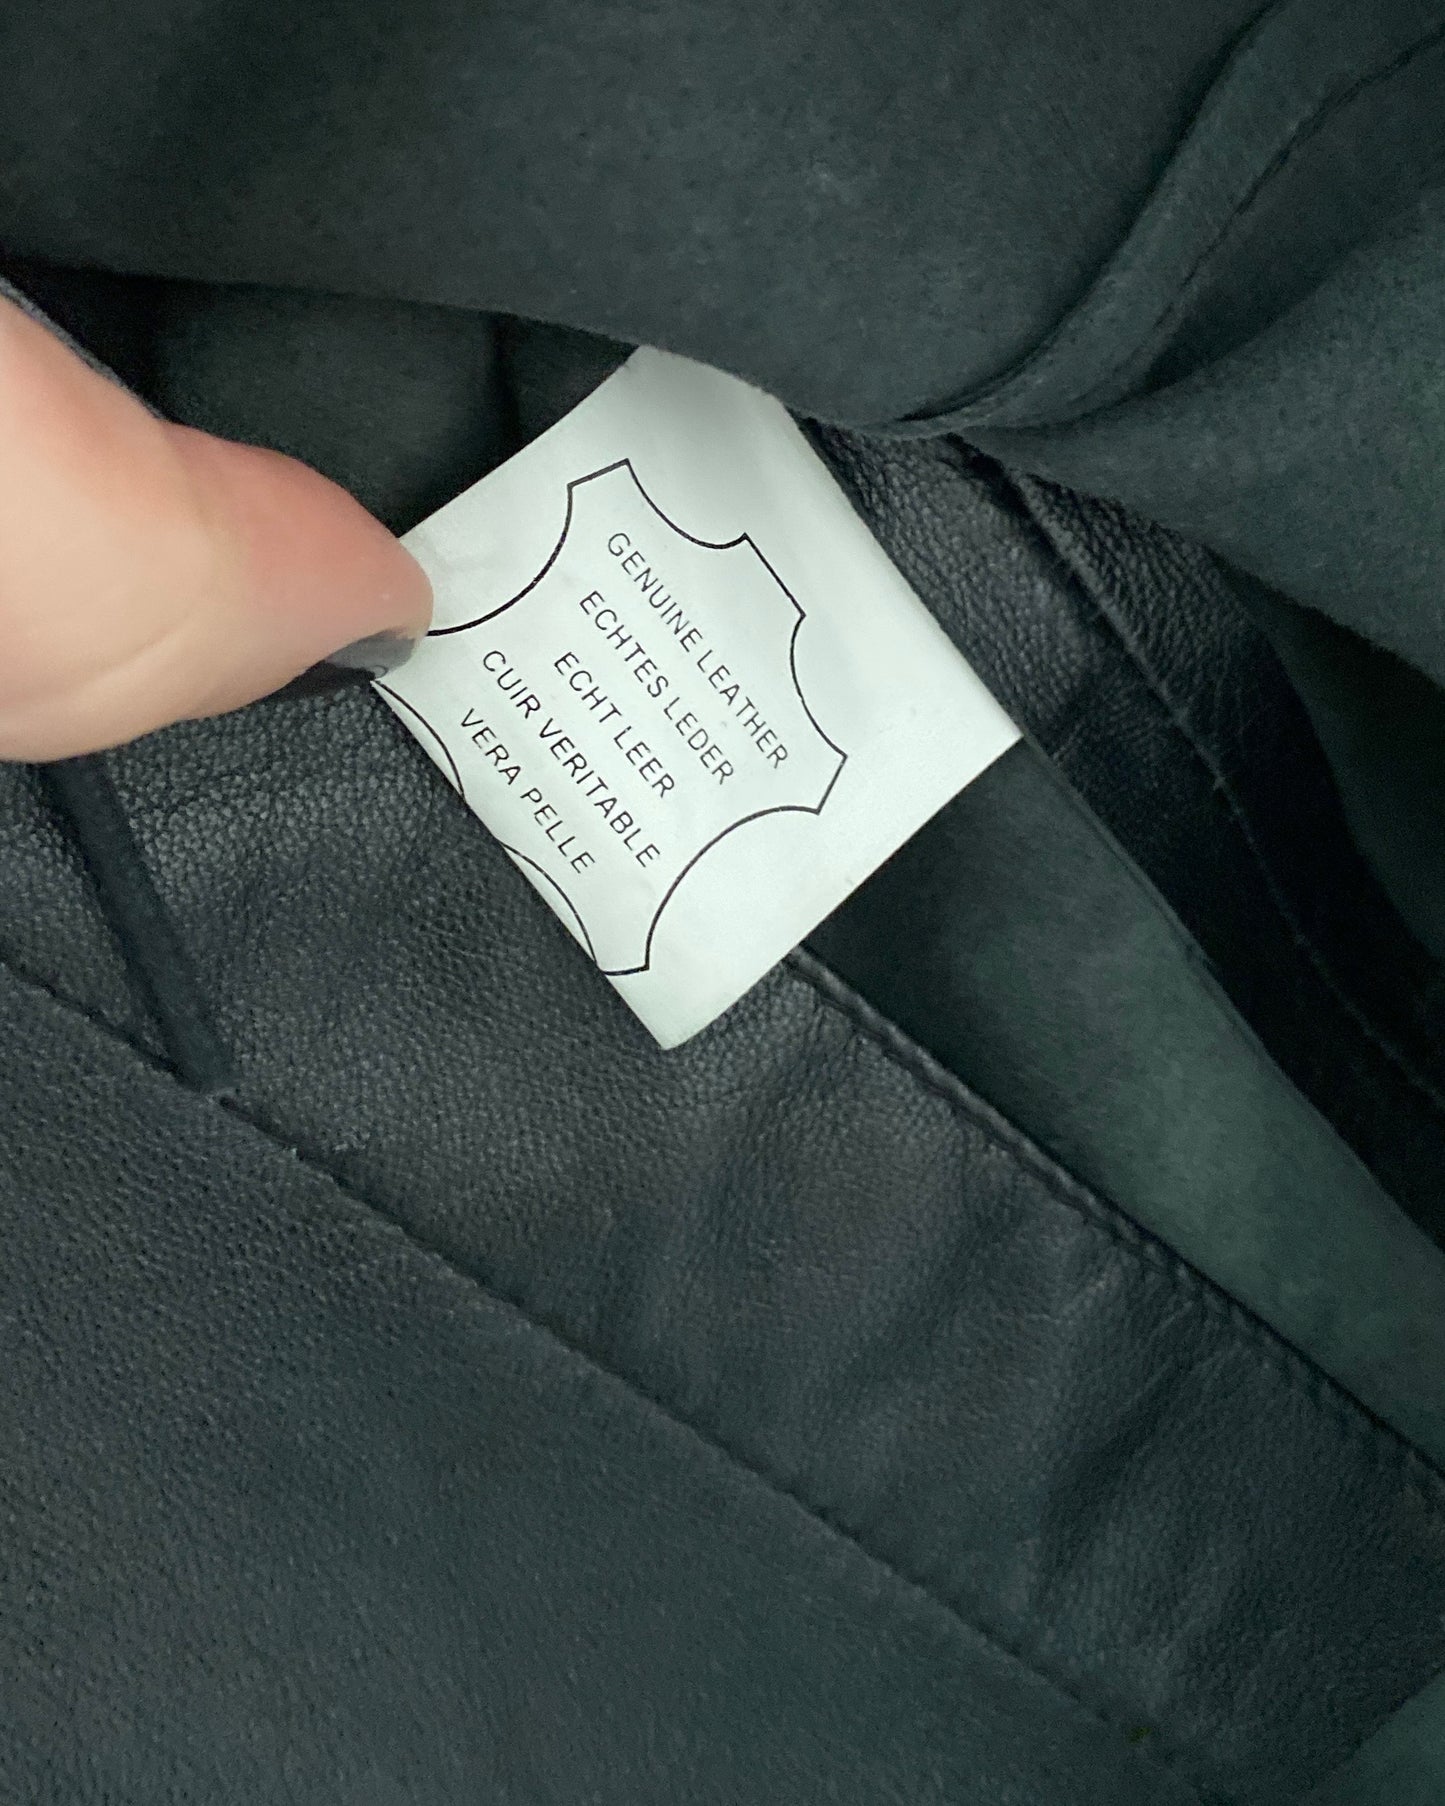 GENUINE LEATHER
ECHTES LEDER
ECHT LEER
CUIR VERITABLE
VERA PELLE